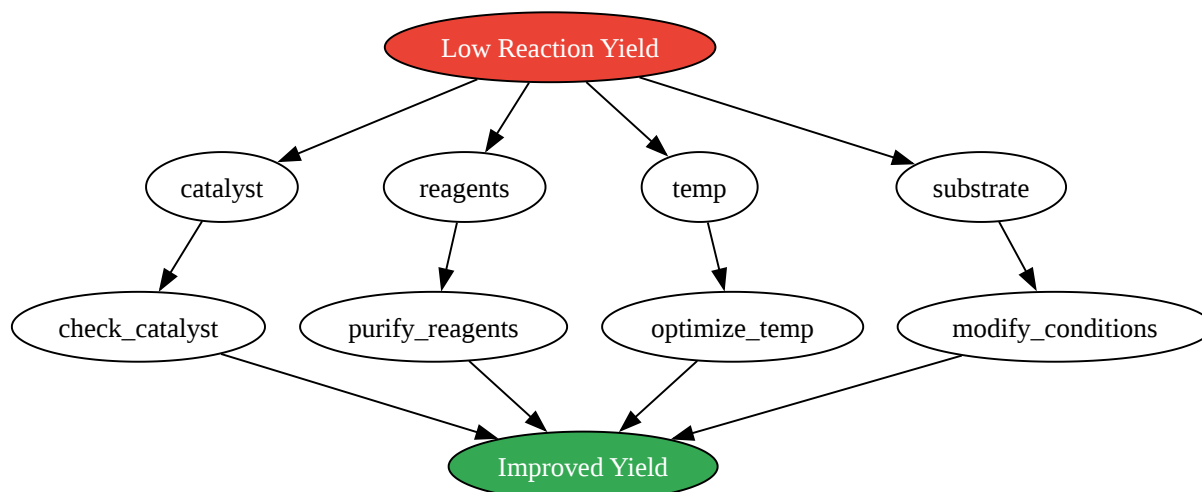 Low Reaction Yield
catalyst
reagents
temp
substrate
check_catalyst
purify_reagents
optimize_temp
modify_conditions
Improved Yield